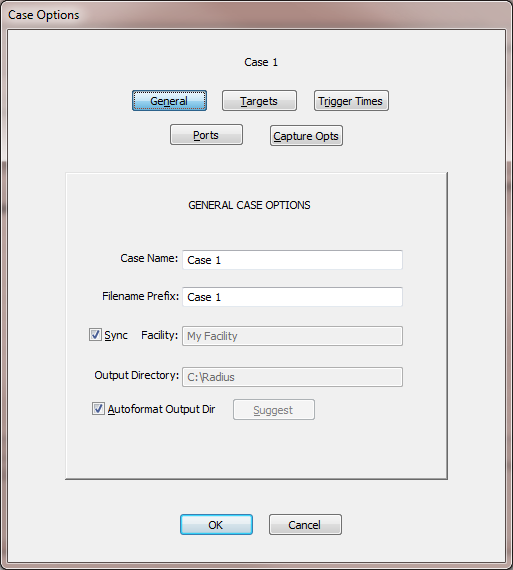 Case Options
Case 1
General Targets Trigger Times
Ports Capture Opts
GENERAL CASE OPTIONS
Case Name: Case 1
Filename Prefix: Case 1
Sync Facility: My Facility
Output Directory: C:\Radius
Autoformat Output Dir Suggest
OK Cancel